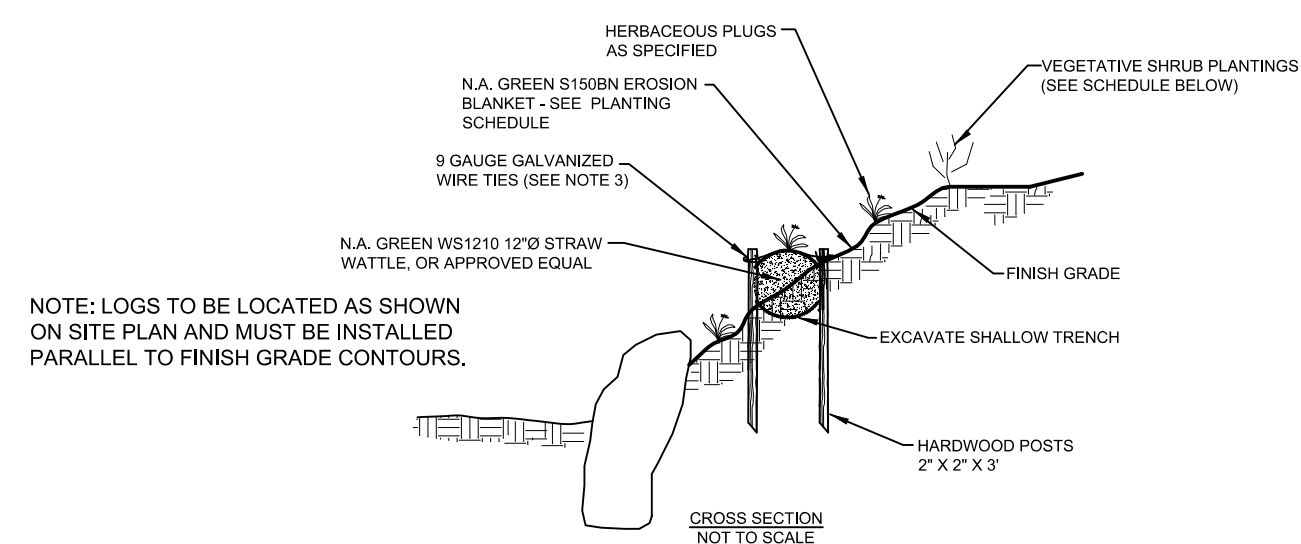 HERBACEOUS PLUGS
AS SPECIFIED
VEGETATIVE SHRUB PLANTINGS
(SEE SCHEDULE BELOW)
N.A. GREEN S150BN EROSION
BLANKET - SEE PLANTING
SCHEDULE
9 GAUGE GALVANIZED
WIRE TIES (SEE NOTE 3)
N.A. GREEN WS1210 12"Ø STRAW
WATTLE, OR APPROVED EQUAL
FINISH GRADE
NOTE: LOGS TO BE LOCATED AS SHOWN
ON SITE PLAN AND MUST BE INSTALLED
PARALLEL TO FINISH GRADE CONTOURS.
EXCAVATE SHALLOW TRENCH
HARDWOOD POSTS
2" X 2" X 3'
CROSS SECTION
NOT TO SCALE